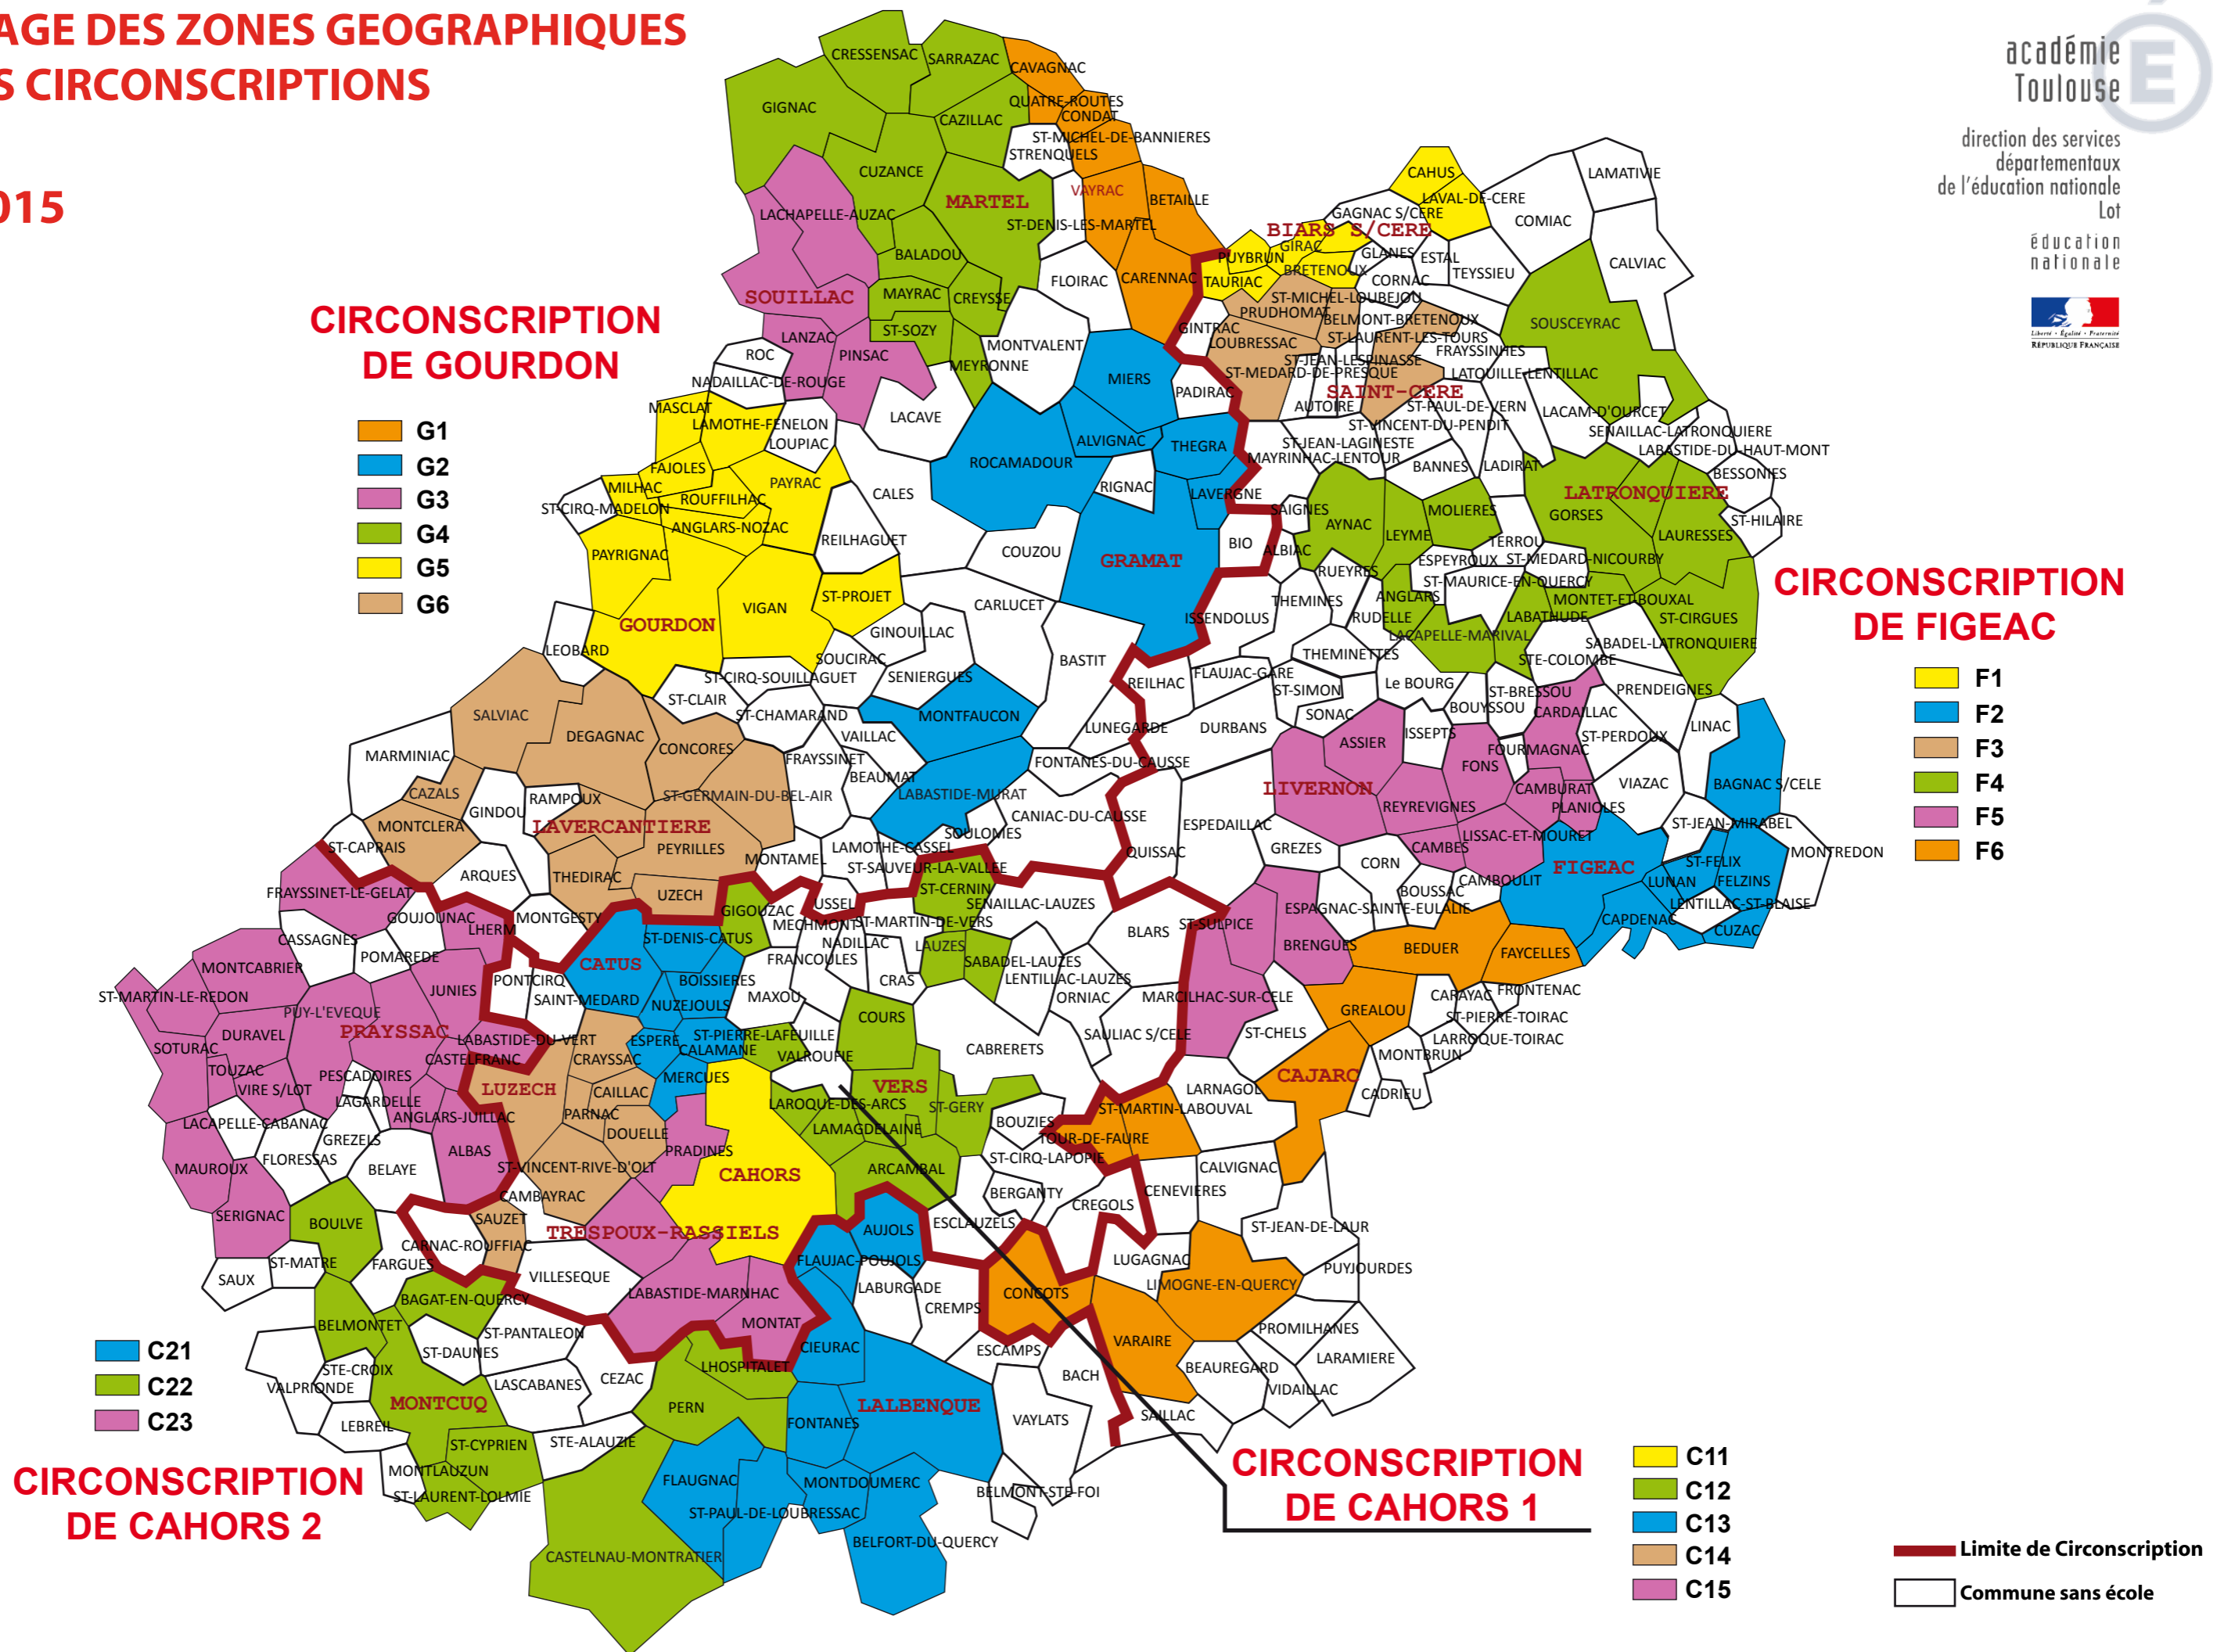 AGE DES ZONES GEOGRAPHIQUES
S CIRCONSCRIPTIONS
015
académie
Toulouse
É
direction des services
départementaux
de l'éducation nationale
Lot
éducation
nationale
Liberté • Égalité • Fraternité
RÉPUBLIQUE FRANÇAISE
CIRCONSCRIPTION
DE GOURDON
G1
G2
G3
G4
G5
G6
CRESSENSAC
SARRAZAC
CAVAGNAC
GIGNAC
QUATRE-ROUTES
CONDAT
CAZILLAC
ST-MICHEL-DE-BANNIERES
STRENQUELS
CUZANCE
MARTEL
VAYRAC
BETAILLE
LACHAPELLE-AUZAC
ST-DENIS-LES-MARTEL
BALADOU
FLOIRAC
CARENNAC
SOUILLAC
MAYRAC
CREYSSE
LANZAC
ST-SOZY
ROC
PINSAC
MONTVALENT
MEYRONNE
NADAILLAC-DE-ROUGE
MIERS
PADIRAC
MASCLAT
LAMOTHE-FENELON
LOUPIAC
LACAVE
ALVIGNAC
THEGRA
ROCAMADOUR
FAJOLES
MILHAC
ROUFFILHAC
PAYRAC
CALES
RIGNAC
LAVERGNE
ST-CIRQ-MADELON
ANGLARS-NOZAC
REILHAGUET
COUZOU
GRAMAT
BIO
PAYRIGNAC
VIGAN
ST-PROJET
CARLUCET
GOURDON
GINOUILLAC
LEOBARD
SOUCIRAC
BASTIT
ST-CIRQ-SOUILLAGUET
SENIERGUES
REILHAC
ST-CLAIR
ST-CHAMARAND
MONTFAUCON
SALVIAC
DEGAGNAC
CONCORES
VAILLAC
LUNEGARDE
MARMINIAC
FRAYSSINET
BEAUMAT
FONTANES-DU-CAUSSE
CAZALS
GINDOU
RAMPOUX
ST-GERMAIN-DU-BEL-AIR
LABASTIDE-MURAT
MONTCLERA
LAVERCANTIERE
SOULOMES
CANIAC-DU-CAUSSE
ST-CAPRAIS
PEYRILLES
MONTAMEL
LAMOTHE-CASSEL
ST-SAUVEUR-LA-VALLEE
ARQUES
THEDIRAC
UZECH
USSEL
MONTGESTY
CAHUS
LAMATIVIE
LAVAL-DE-CERE
GAGNAC S/CERE
COMIAC
BIARS S/CERE
GIRAC
PUYBRUN
GLANES
ESTAL
CALVIAC
BRETENOUX
TEYSSIEU
TAURIAC
CORNAC
ST-MICHEL-LOUBEJOU
PRUDHOMAT
BELMONT-BRETENOUX
SOUSCEYRAC
GINTRAC
LOUBRESSAC
ST-LAURENT-LES-TOURS
FRAYSSINHES
ST-JEAN-LESPINASSE
ST-MEDARD-DE-PRESQUE
LATOUILLE-LENTILLAC
SAINT-CERE
AUTOIRE
ST-PAUL-DE-VERN
LACAM-D'OURCET
ST-VINCENT-DU-PENDIT
SENAILLAC-LATRONQUIERE
ST-JEAN-LAGINESTE
LABASTIDE-DU-HAUT-MONT
MAYRINHAC-LENTOUR
BANNES
LADIRAT
BESSONIES
LATRONQUIERE
SAIGNES
AYNAC
MOLIERES
GORSES
ST-HILAIRE
LEYME
LAURESSES
ALBIAC
TERROU
ESPEYROUX
ST-MEDARD-NICOURBY
RUEYRES
ST-MAURICE-EN-QUERCY
THEMINES
ANGLARS
MONTET-ET-BOUXAL
ISSENDOLUS
RUDELLE
LABATHUDE
ST-CIRGUES
LACAPELLE-MARIVAL
SABADEL-LATRONQUIERE
THEMINETTES
STE-COLOMBE
FLAUJAC-GARE
ST-SIMON
Le BOURG
ST-BRESSOU
PRENDEIGNES
SONAC
BOUYSSOU
CARDAILLAC
LINAC
DURBANS
ASSIER
ISSEPTS
ST-PERDOUX
FOURMAGNAC
FONS
LIVERNON
CAMBURAT
VIAZAC
BAGNAC S/CELE
REYREVIGNES
PLANIOLES
ESPEDAILLAC
LISSAC-ET-MOURET
ST-JEAN-MIRABEL
GREZES
CAMBES
QUISSAC
CORN
FIGEAC
ST-FELIX
MONTREDON
CAMBOULIT
LUNAN
FELZINS
BOUSSAC
LENTILLAC-ST-BLAISE
ESPAGNAC-SAINTE-EULALIE
CAPDENAC
CUZAC
ST-SULPICE
BRENGUES
BEDUER
FAYCELLES
MARCILHAC-SUR-CELE
GREALOU
CARAYAC
FRONTENAC
ST-PIERRE-TOIRAC
ST-CHELS
LARROQUE-TOIRAC
MONTBRUN
CAJARC
CADRIEU
LARNAGOL
ST-MARTIN-LABOUVAL
TOUR-DE-FAURE
CALVIGNAC
CENEVIERES
ST-JEAN-DE-LAUR
LUGAGNAC
PUYJOURDES
LIMOGNE-EN-QUERCY
CONCOTS
VARAIRE
PROMILHANES
BEAUREGARD
LARAMIERE
VIDAILLAC
SAILLAC
CIRCONSCRIPTION
DE FIGEAC
F1
F2
F3
F4
F5
F6
FRAYSSINET-LE-GELAT
GOUJOUNAC
LHERM
CASSAGNES
POMAREDE
MONTCABRIER
ST-MARTIN-LE-REDON
JUNIES
PUY-L'EVEQUE
DURAVEL
PRAYSSAC
LABASTIDE-DU-VERT
SOTURAC
CASTELFRANC
TOUZAC
PESCADOIRES
VIRE S/LOT
LAGARDELLE
ANGLARS-JUILLAC
LACAPELLE-CABANAC
GREZELS
FLORESSAS
ALBAS
MAUROUX
BELAYE
SERIGNAC
BOULVE
ST-MATRE
FARGUES
SAUX
BAGAT-EN-QUERCY
BELMONTET
ST-PANTALEON
ST-DAUNES
STE-CROIX
CEZAC
VALPRIONDE
LASCABANES
MONTCUQ
LEBREIL
ST-CYPRIEN
STE-ALAUZIE
MONTLAUZUN
ST-LAURENT-LOLMIE
LHOSPITALET
PERN
CASTELNAU-MONTRATIER
FLAUGNAC
ST-PAUL-DE-LOUBRESSAC
AUJOLS
FLAUJAC-POUJOLS
LABURGADE
CREMPS
CIEURAC
ESCAMPS
BACH
LALBENQUE
FONTANES
VAYLATS
MONTDOUMERC
BELMONT-STE-FOI
BELFORT-DU-QUERCY
C21
C22
C23
CIRCONSCRIPTION
DE CAHORS 2
GIGOUZAC
ST-CERNIN
SENAILLAC-LAUZES
MECHMONT
ST-MARTIN-DE-VERS
BLARS
ST-DENIS-CATUS
NADILLAC
LAUZES
FRANCOULES
CATUS
SABADEL-LAUZES
PONTCIRQ
BOISSIERES
CRAS
LENTILLAC-LAUZES
SAINT-MEDARD
NUZEJOULS
MAXOU
ORNIAC
COURS
SAULIAC S/CELE
ESPERE
ST-PIERRE-LAFEUILLE
CALAMANE
VALROUFIE
CABRERETS
CRAYSSAC
MERCUES
LUZECH
CAILLAC
VERS
LAROQUE-DES-ARCS
ST-GERY
PARNAC
LAMAGDELAINE
BOUZIES
DOUELLE
PRADINES
ST-CIRQ-LAPOPIE
ST-VINCENT-RIVE-D'OLT
CAHORS
ARCAMBAL
CAMBAYRAC
BERGANTY
CREGOLS
SAUZET
ESCLAUZELS
TRESPOUX-RASSIELS
CARNAC-ROUFFIAC
VILLESEQUE
LABASTIDE-MARNHAC
MONTAT
CIRCONSCRIPTION
DE CAHORS 1
C11
C12
C13
C14
C15
Limite de Circonscription
Commune sans école